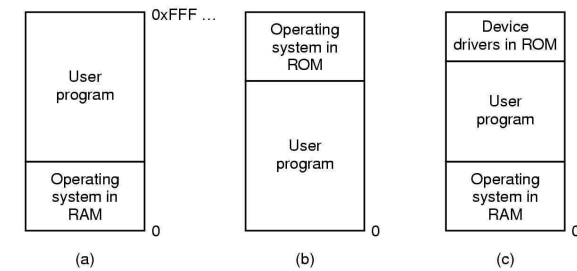 0xFFF …
User
program
Operating
system in
RAM
0
(a)
Operating
system in
ROM
User
program
0
(b)
Device
drivers in ROM
User
program
Operating
system in
RAM
0
(c)